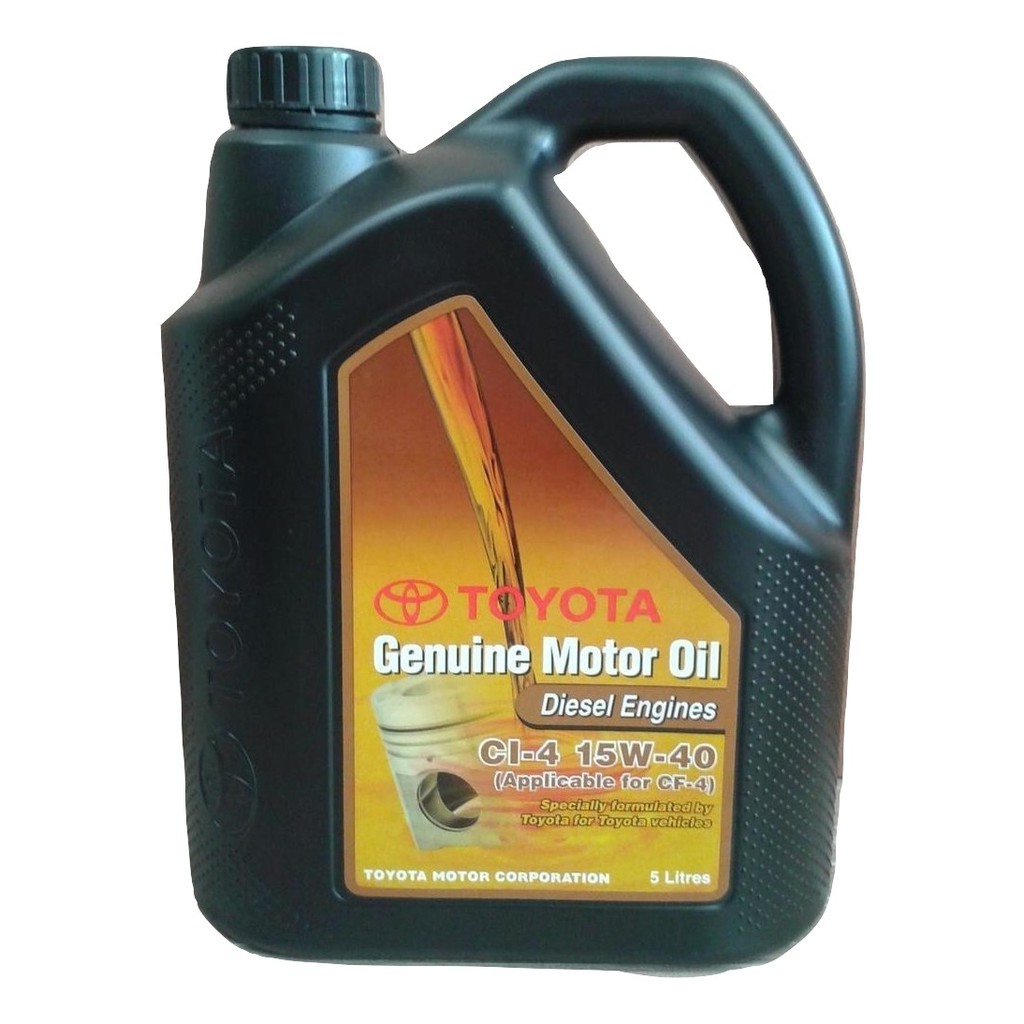 TOYOTA
TOYOTA
Genuine Motor Oil
Diesel Engines
CI-4 15W-40
(Applicable for CF-4)
Specially formulated by
Toyota for Toyota vehicles
TOYOTA MOTOR CORPORATION 5 Litres